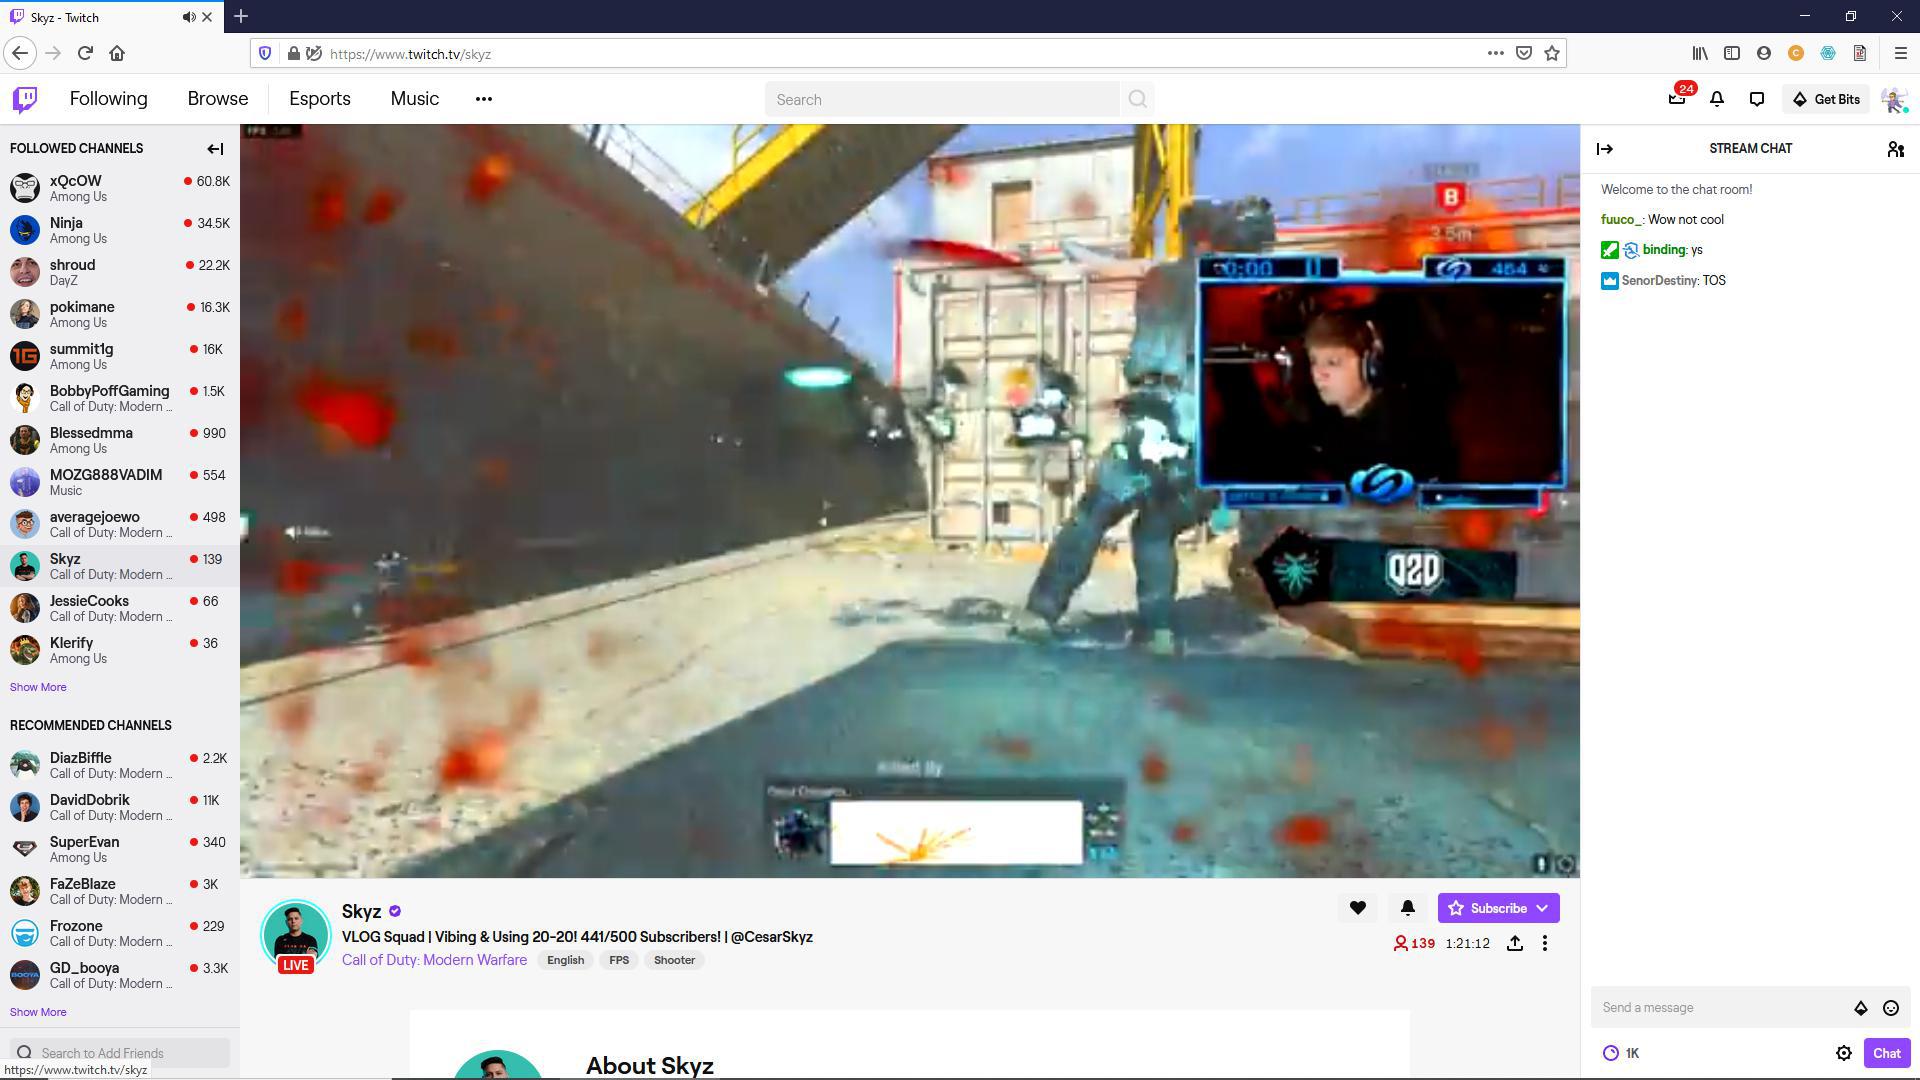 Skyz - Twitch
https://www.twitch.tv/skyz
Following
Browse
Esports
Music
Search
24
Get Bits
FOLLOWED CHANNELS
xQcOW
60.8K
Among Us
Ninja
34.5K
Among Us
shroud
22.2K
DayZ
pokimane
16.3K
Among Us
summit1g
16K
Among Us
BobbyPoffGaming
1.5K
Call of Duty: Modern ...
Blessedmma
990
Among Us
MOZG888VADIM
554
Music
averagejoewo
498
Call of Duty: Modern ...
Skyz
139
Call of Duty: Modern ...
JessieCooks
66
Call of Duty: Modern ...
Klerify
36
Among Us
Show More
RECOMMENDED CHANNELS
DiazBiffle
2.2K
Call of Duty: Modern ...
DavidDobrik
11K
Call of Duty: Modern ...
SuperEvan
340
Among Us
FaZeBlaze
3K
Call of Duty: Modern ...
Frozone
229
Call of Duty: Modern ...
GD_booya
3.3K
Call of Duty: Modern ...
Show More
Search to Add Friends
https://www.twitch.tv/skyz
FPS
B
3.5m
0:00
464
Killed By
LIVE
Skyz
VLOG Squad | Vibing & Using 20-20! 441/500 Subscribers! | @CesarSkyz
Call of Duty: Modern Warfare
English
FPS
Shooter
Subscribe
139
1:21:12
About Skyz
STREAM CHAT
Welcome to the chat room!
fuuco_: Wow not cool
binding: ys
SenorDestiny: TOS
Send a message
1K
Chat